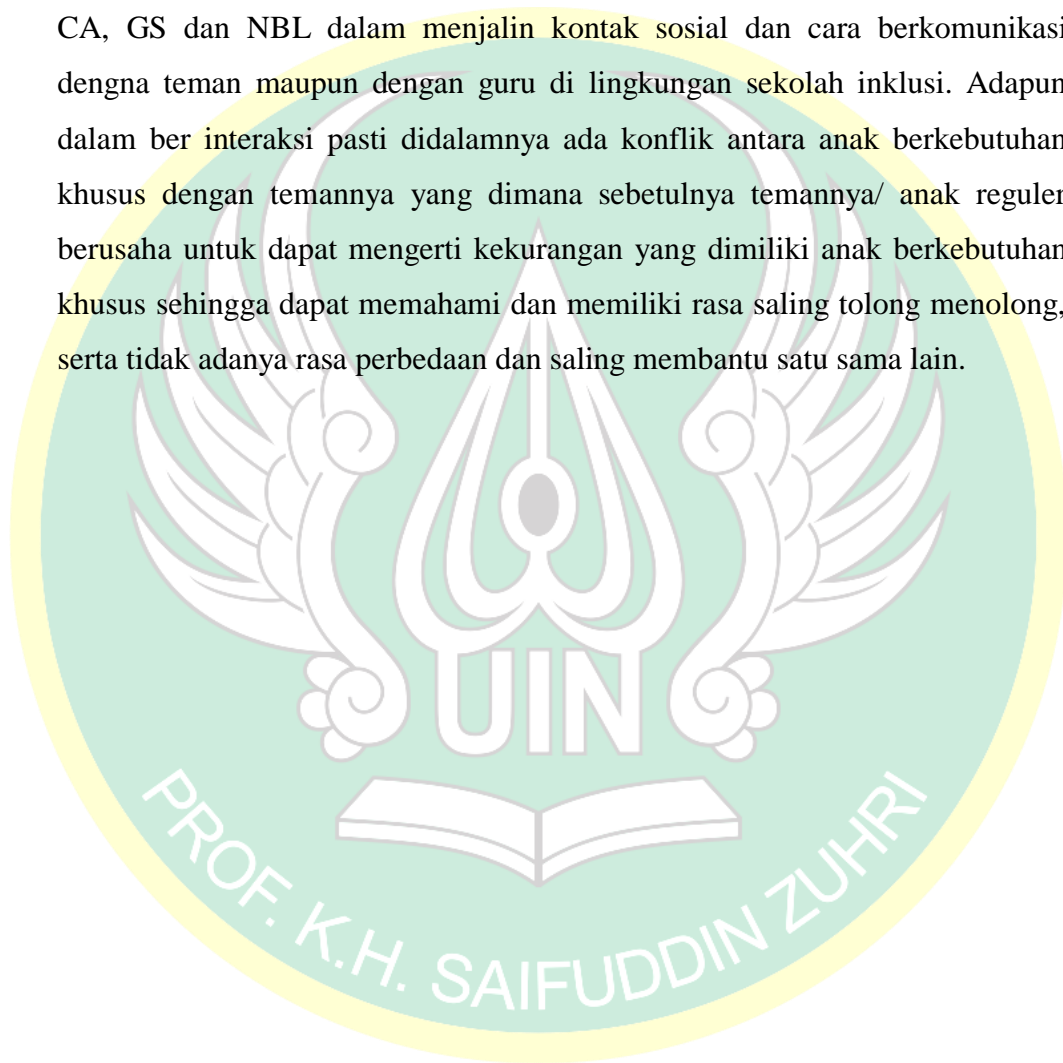 CA, GS dan NBL dalam menjalin kontak sosial dan cara berkomunikasi
dengna teman maupun dengan guru di lingkungan sekolah inklusi. Adapun
dalam ber interaksi pasti didalamnya ada konflik antara anak berkebutuhan
khusus dengan temannya yang dimana sebetulnya temannya/ anak reguler
berusaha untuk dapat mengerti kekurangan yang dimiliki anak berkebutuhan
khusus sehingga dapat memahami dan memiliki rasa saling tolong menolong,
serta tidak adanya rasa perbedaan dan saling membantu satu sama lain.
UIN
PROF. K.H. SAIFUDDIN ZUHRI